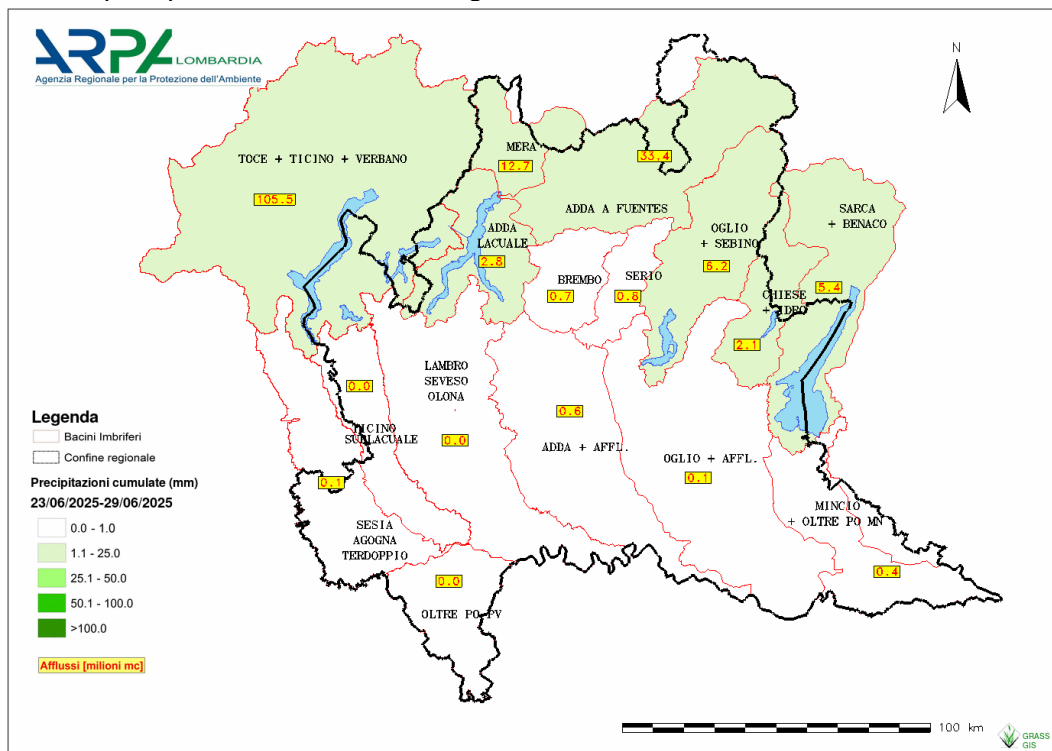 ARPA LOMBARDIA
Agenzia Regionale per la Protezione dell'Ambiente
N
TOCE + TICINO + VERBANO
105.5
MERA
12.7
33.4
ADDA A FUENTES
ADDA
LACUALE
2.8
OGLIO
+ SEBINO
6.2
SARCA
+ BENACO
5.4
BREMBO
0.7
SERIO
0.8
CHIESE
+ IDRO
2.1
LAMBRO
SEVESO
OLONA
0.0
0.0
TICINO
SUBLACUALE
0.6
ADDA + AFFL.
OGLIO + AFFL.
0.1
MINCIO
+ OLTRE PO MN
0.4
0.1
SESIA
AGOGNA
TERDOPPIO
0.0
OLTRE PO PV
Legenda
Bacini Imbriferi
Confine regionale
Precipitazioni cumulate (mm)
23/06/2025-29/06/2025
0.0 - 1.0
1.1 - 25.0
25.1 - 50.0
50.1 - 100.0
>100.0
Afflussi [milioni mc]
100 km
GRASS
GIS